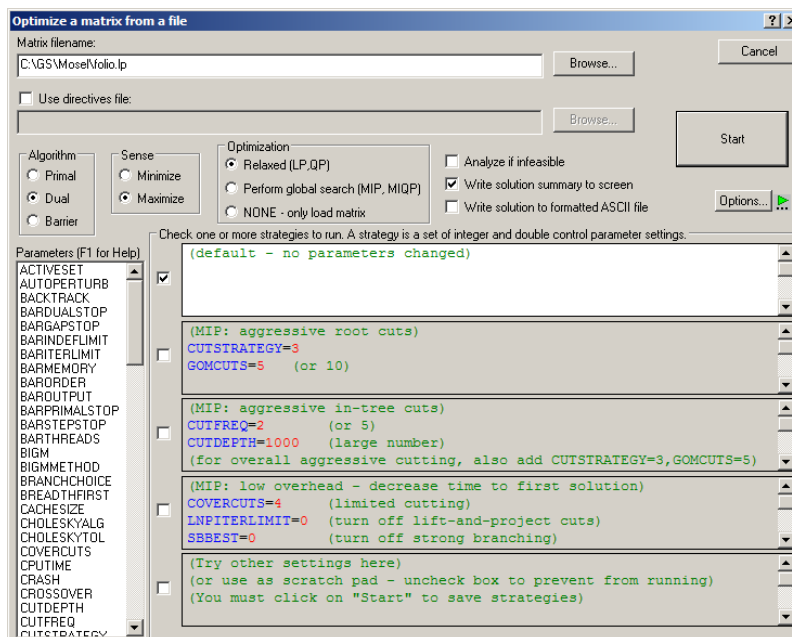 Optimize a matrix from a file
Matrix filename:
C:\GS\Mosel\folio.lp
Browse...
Cancel
Use directives file:
Browse...
Start
Algorithm
Primal
Dual
Barrier
Sense
Minimize
Maximize
Optimization
Relaxed (LP,QP)
Perform global search (MIP, MIQP)
NONE - only load matrix
Analyze if infeasible
Write solution summary to screen
Write solution to formatted ASCII file
Options...
Check one or more strategies to run. A strategy is a set of integer and double control parameter settings.
Parameters (F1 for Help)
ACTIVESET
AUTOPERTURB
BACKTRACK
BARDUALSTOP
BARGAPSTOP
BARINDEFLIMIT
BARITERLIMIT
BARMEMORY
BARORDER
BAROUTPUT
BARPRIMALSTOP
BARSTEPSTOP
BARTHREADS
BIGM
BIGMMETHOD
BRANCHCHOICE
BREADTHFIRST
CACHESIZE
CHOLESKYALG
CHOLESKYTOL
COVERCUTS
CPUTIME
CRASH
CROSSOVER
CUTDEPTH
CUTFREQ
CUTSTRATEGY
(default - no parameters changed)
(MIP: aggressive root cuts)
CUTSTRATEGY=3
GOMCUTS=5 (or 10)
(MIP: aggressive in-tree cuts)
CUTFREQ=2 (or 5)
CUTDEPTH=1000 (large number)
(for overall aggressive cutting, also add CUTSTRATEGY=3,GOMCUTS=5)
(MIP: low overhead - decrease time to first solution)
COVERCUTS=4 (limited cutting)
LNPITERLIMIT=0 (turn off lift-and-project cuts)
SBBEST=0 (turn off strong branching)
(Try other settings here)
(or use as scratch pad - uncheck box to prevent from running)
(You must click on "Start" to save strategies)